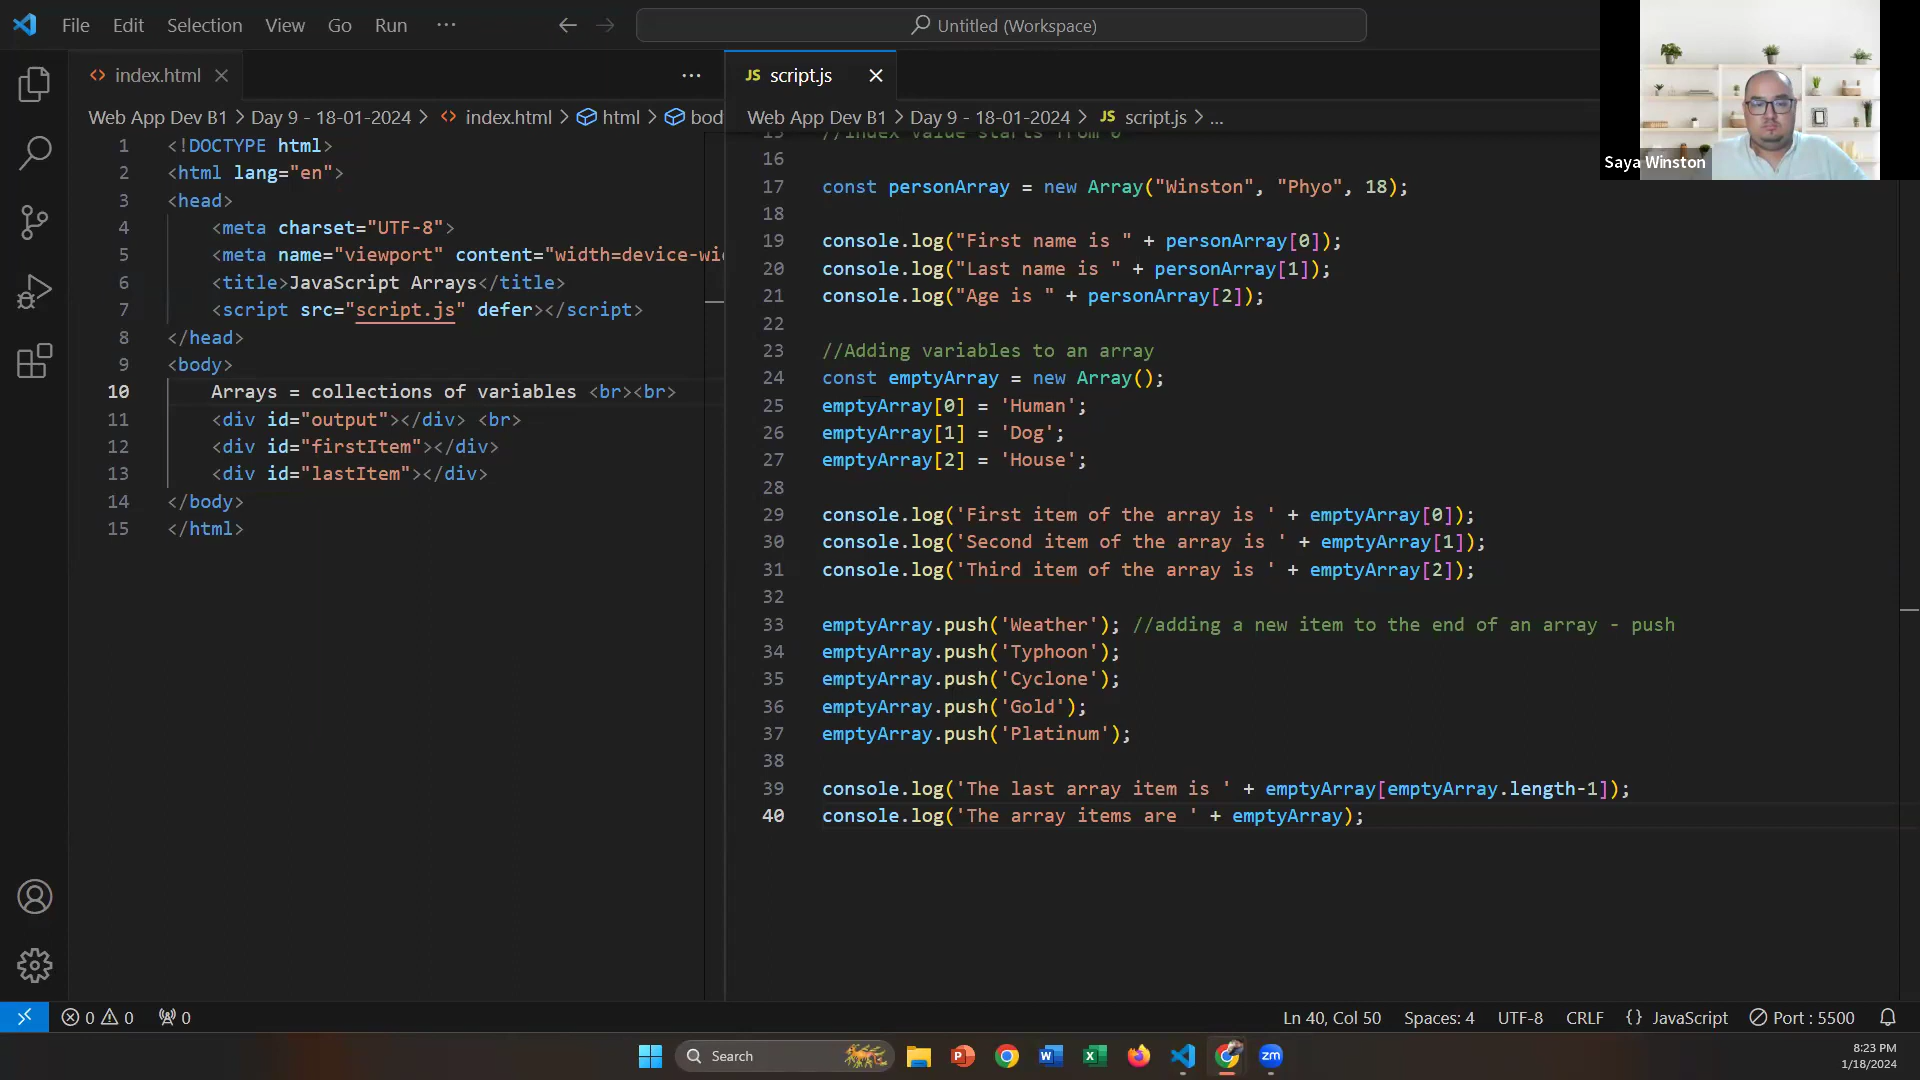 File Edit Selection View Go Run ···
Untitled (Workspace)
index.html
Web App Dev B1 > Day 9 - 18-01-2024 > index.html > html > bod
1 <!DOCTYPE html>
2 <html lang="en">
3 <head>
4 <meta charset="UTF-8">
5 <meta name="viewport" content="width=device-wi
6 <title>JavaScript Arrays</title>
7 <script src="script.js" defer></script>
8 </head>
9 <body>
10 Arrays = collections of variables <br><br>
11 <div id="output"></div> <br>
12 <div id="firstItem"></div>
13 <div id="lastItem"></div>
14 </body>
15 </html>
JS script.js
Web App Dev B1 > Day 9 - 18-01-2024 > JS script.js > ...
15 //Index value starts from 0
16
17 const personArray = new Array("Winston", "Phyo", 18);
18
19 console.log("First name is " + personArray[0]);
20 console.log("Last name is " + personArray[1]);
21 console.log("Age is " + personArray[2]);
22
23 //Adding variables to an array
24 const emptyArray = new Array();
25 emptyArray[0] = 'Human';
26 emptyArray[1] = 'Dog';
27 emptyArray[2] = 'House';
28
29 console.log('First item of the array is ' + emptyArray[0]);
30 console.log('Second item of the array is ' + emptyArray[1]);
31 console.log('Third item of the array is ' + emptyArray[2]);
32
33 emptyArray.push('Weather'); //adding a new item to the end of an array - push
34 emptyArray.push('Typhoon');
35 emptyArray.push('Cyclone');
36 emptyArray.push('Gold');
37 emptyArray.push('Platinum');
38
39 console.log('The last array item is ' + emptyArray[emptyArray.length-1]);
40 console.log('The array items are ' + emptyArray);
Saya Winston
0 0 0
Ln 40, Col 50 Spaces: 4 UTF-8 CRLF {} JavaScript Port : 5500
Search
P W X zm
8:23 PM
1/18/2024